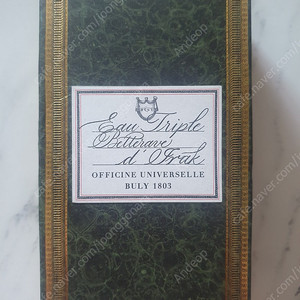 Eau Triple
Betterave
d'Irak
OFFICINE UNIVERSELLE
BULY 1803